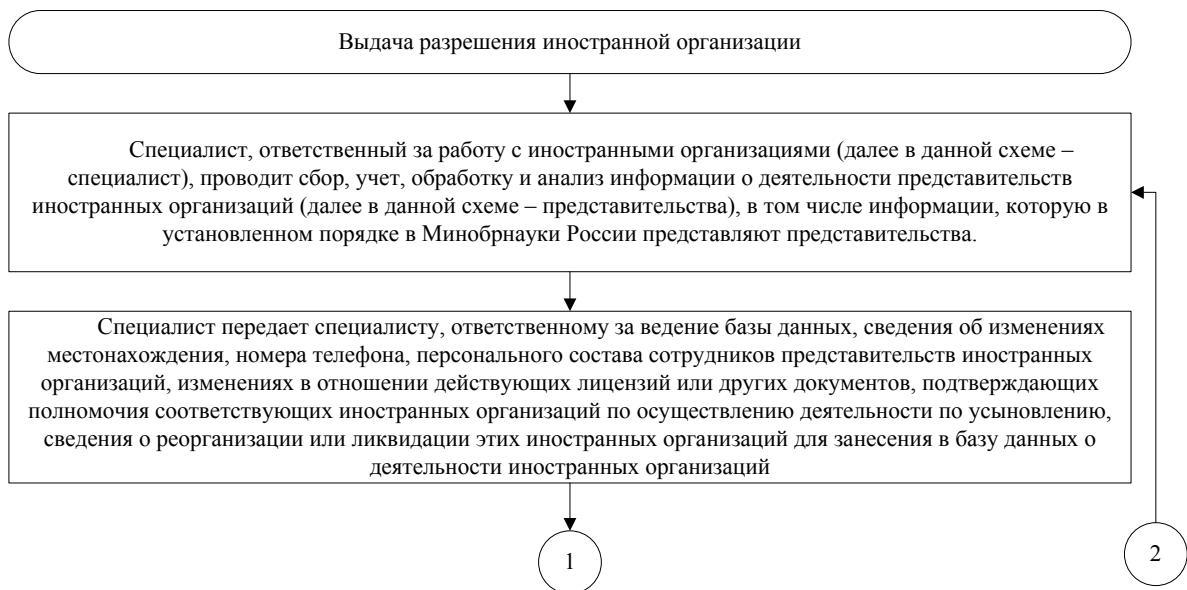 Выдача разрешения иностранной организации
Специалист, ответственный за работу с иностранными организациями (далее в данной схеме –
специалист), проводит сбор, учет, обработку и анализ информации о деятельности представительств
иностранных организаций (далее в данной схеме – представительства), в том числе информации, которую в
установленном порядке в Минобрнауки России представляют представительства.
Специалист передает специалисту, ответственному за ведение базы данных, сведения об изменениях
местонахождения, номера телефона, персонального состава сотрудников представительств иностранных
организаций, изменениях в отношении действующих лицензий или других документов, подтверждающих
полномочия соответствующих иностранных организаций по осуществлению деятельности по усыновлению,
сведения о реорганизации или ликвидации этих иностранных организаций для занесения в базу данных о
деятельности иностранных организаций
1
2